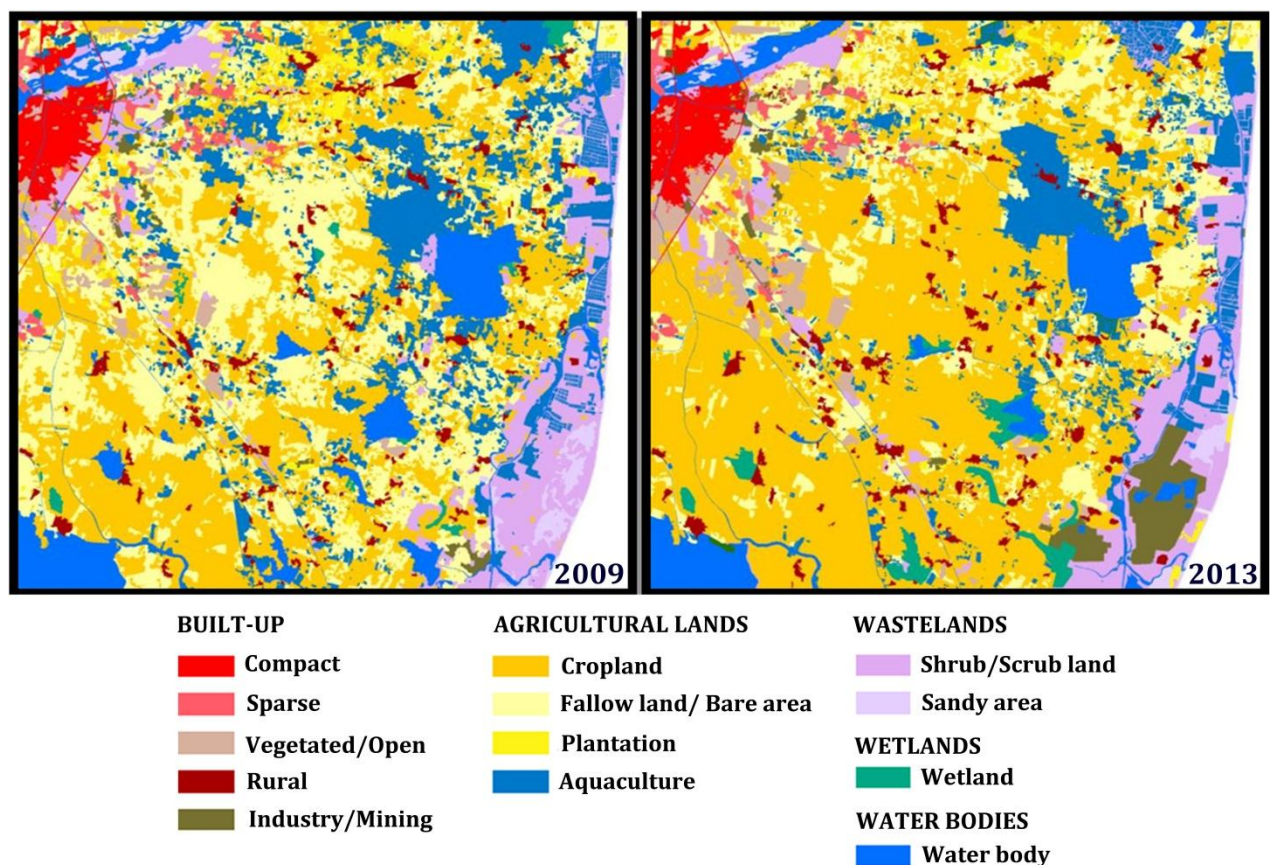 2009
2013
BUILT-UP
Compact
Sparse
Vegetated/Open
Rural
Industry/Mining
AGRICULTURAL LANDS
Cropland
Fallow land/ Bare area
Plantation
Aquaculture
WASTELANDS
Shrub/Scrub land
Sandy area
WETLANDS
Wetland
WATER BODIES
Water body